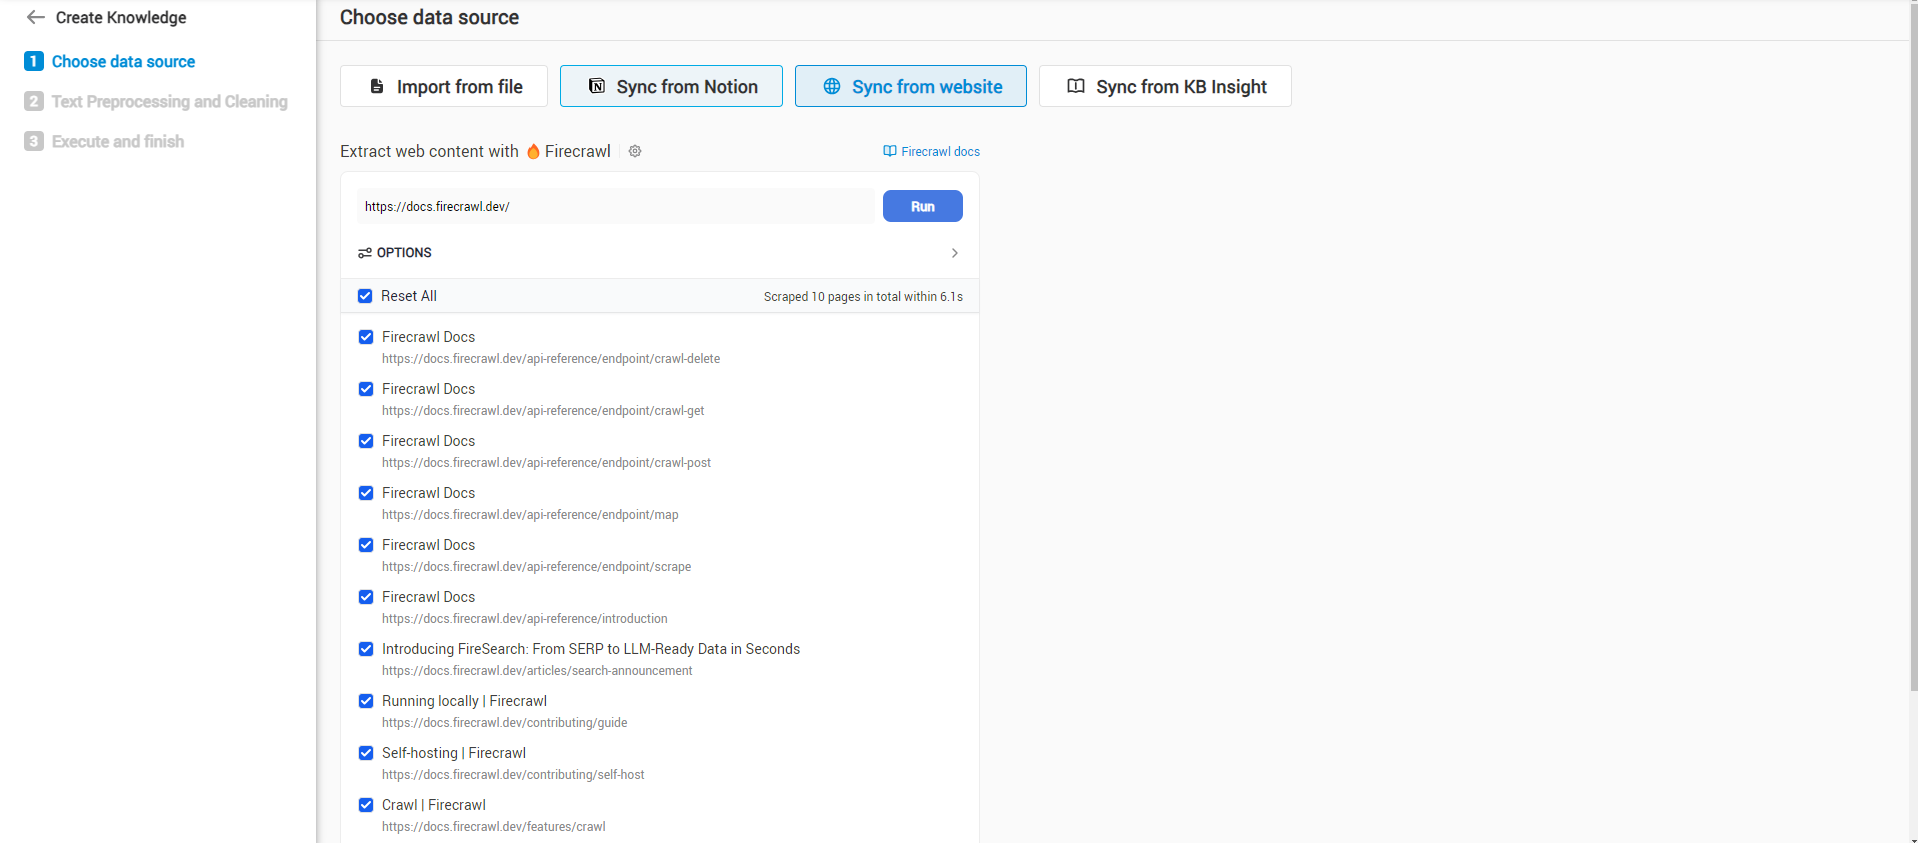 Create Knowledge
1 Choose data source
2 Text Preprocessing and Cleaning
3 Execute and finish
Choose data source
Import from file
Sync from Notion
Sync from website
Sync from KB Insight
Extract web content with Firecrawl
Firecrawl docs
https://docs.firecrawl.dev/
Run
OPTIONS
Reset All
Scraped 10 pages in total within 6.1s
Firecrawl Docs
https://docs.firecrawl.dev/api-reference/endpoint/crawl-delete
Firecrawl Docs
https://docs.firecrawl.dev/api-reference/endpoint/crawl-get
Firecrawl Docs
https://docs.firecrawl.dev/api-reference/endpoint/crawl-post
Firecrawl Docs
https://docs.firecrawl.dev/api-reference/endpoint/map
Firecrawl Docs
https://docs.firecrawl.dev/api-reference/endpoint/scrape
Firecrawl Docs
https://docs.firecrawl.dev/api-reference/introduction
Introducing FireSearch: From SERP to LLM-Ready Data in Seconds
https://docs.firecrawl.dev/articles/search-announcement
Running locally | Firecrawl
https://docs.firecrawl.dev/contributing/guide
Self-hosting | Firecrawl
https://docs.firecrawl.dev/contributing/self-host
Crawl | Firecrawl
https://docs.firecrawl.dev/features/crawl